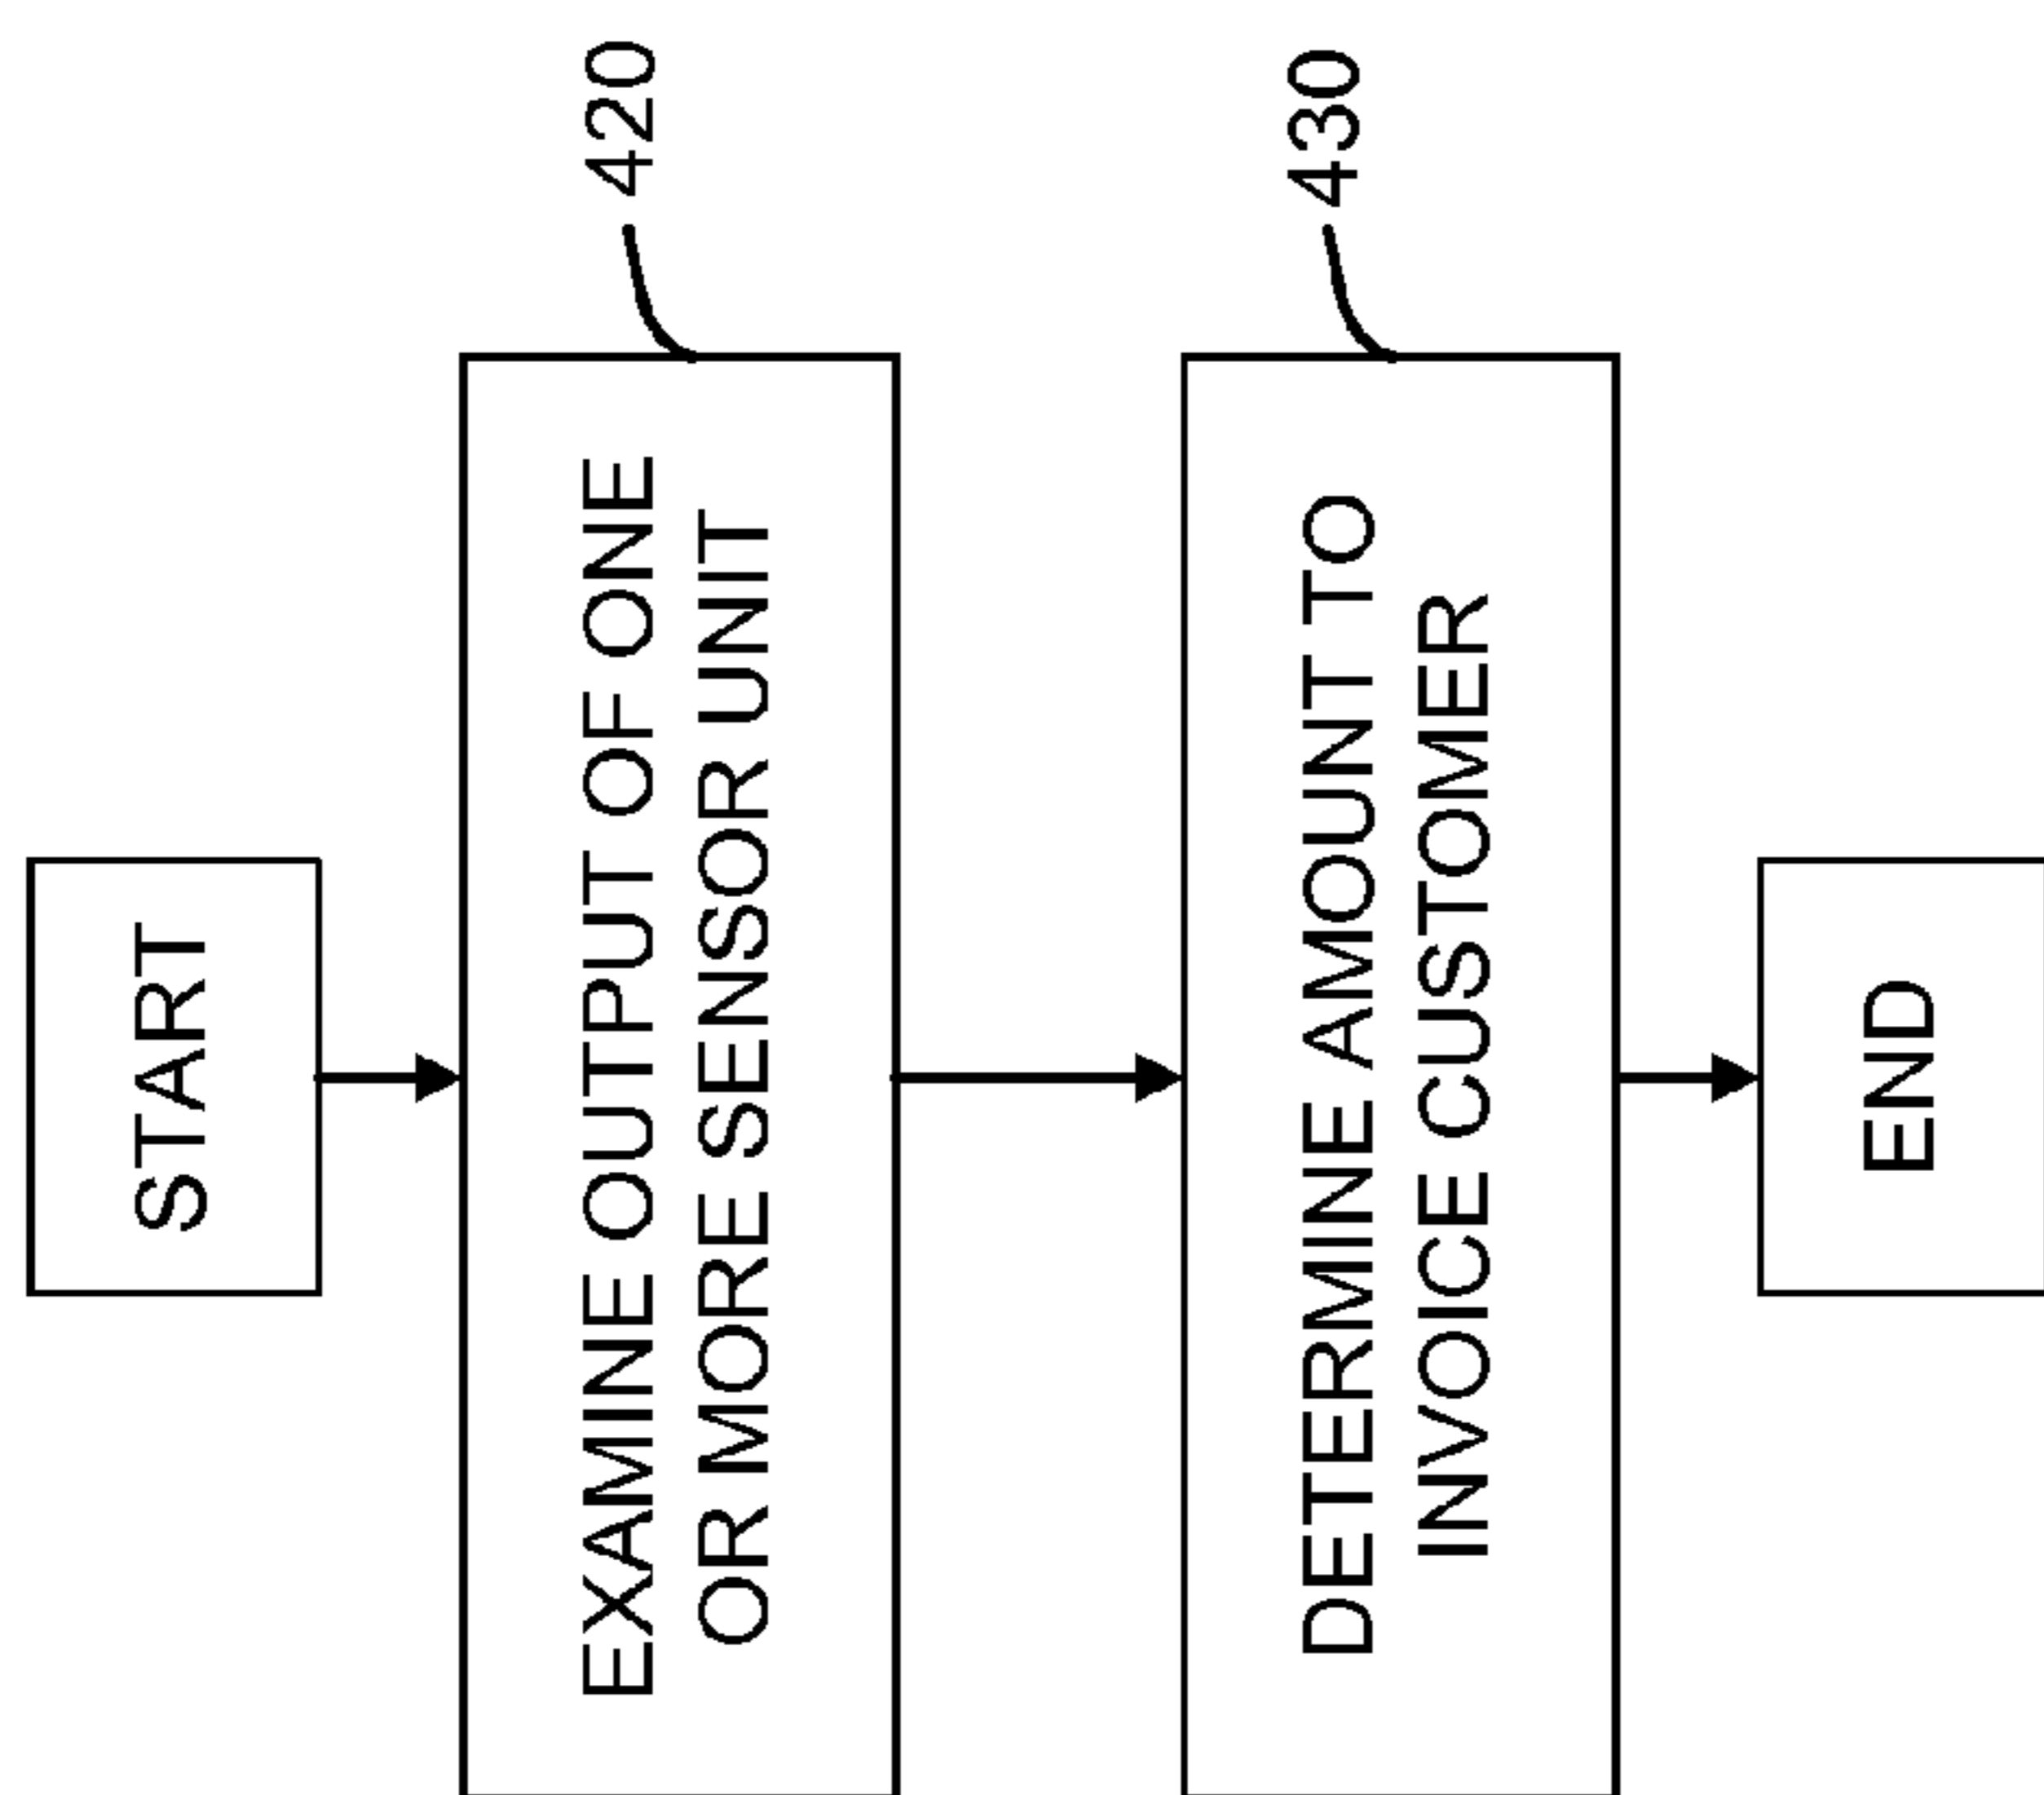 START
420
EXAMINE OUTPUT OF ONE
OR MORE SENSOR UNIT
430
DETERMINE AMOUNT TO
INVOICE CUSTOMER
END